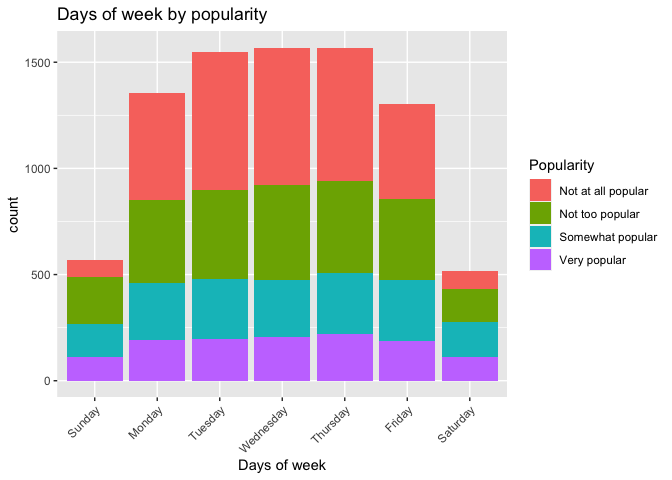 Days of week by popularity
count
1500
1000
500
0
Sunday
Monday
Tuesday
Wednesday
Thursday
Friday
Saturday
Days of week
Popularity
Not at all popular
Not too popular
Somewhat popular
Very popular